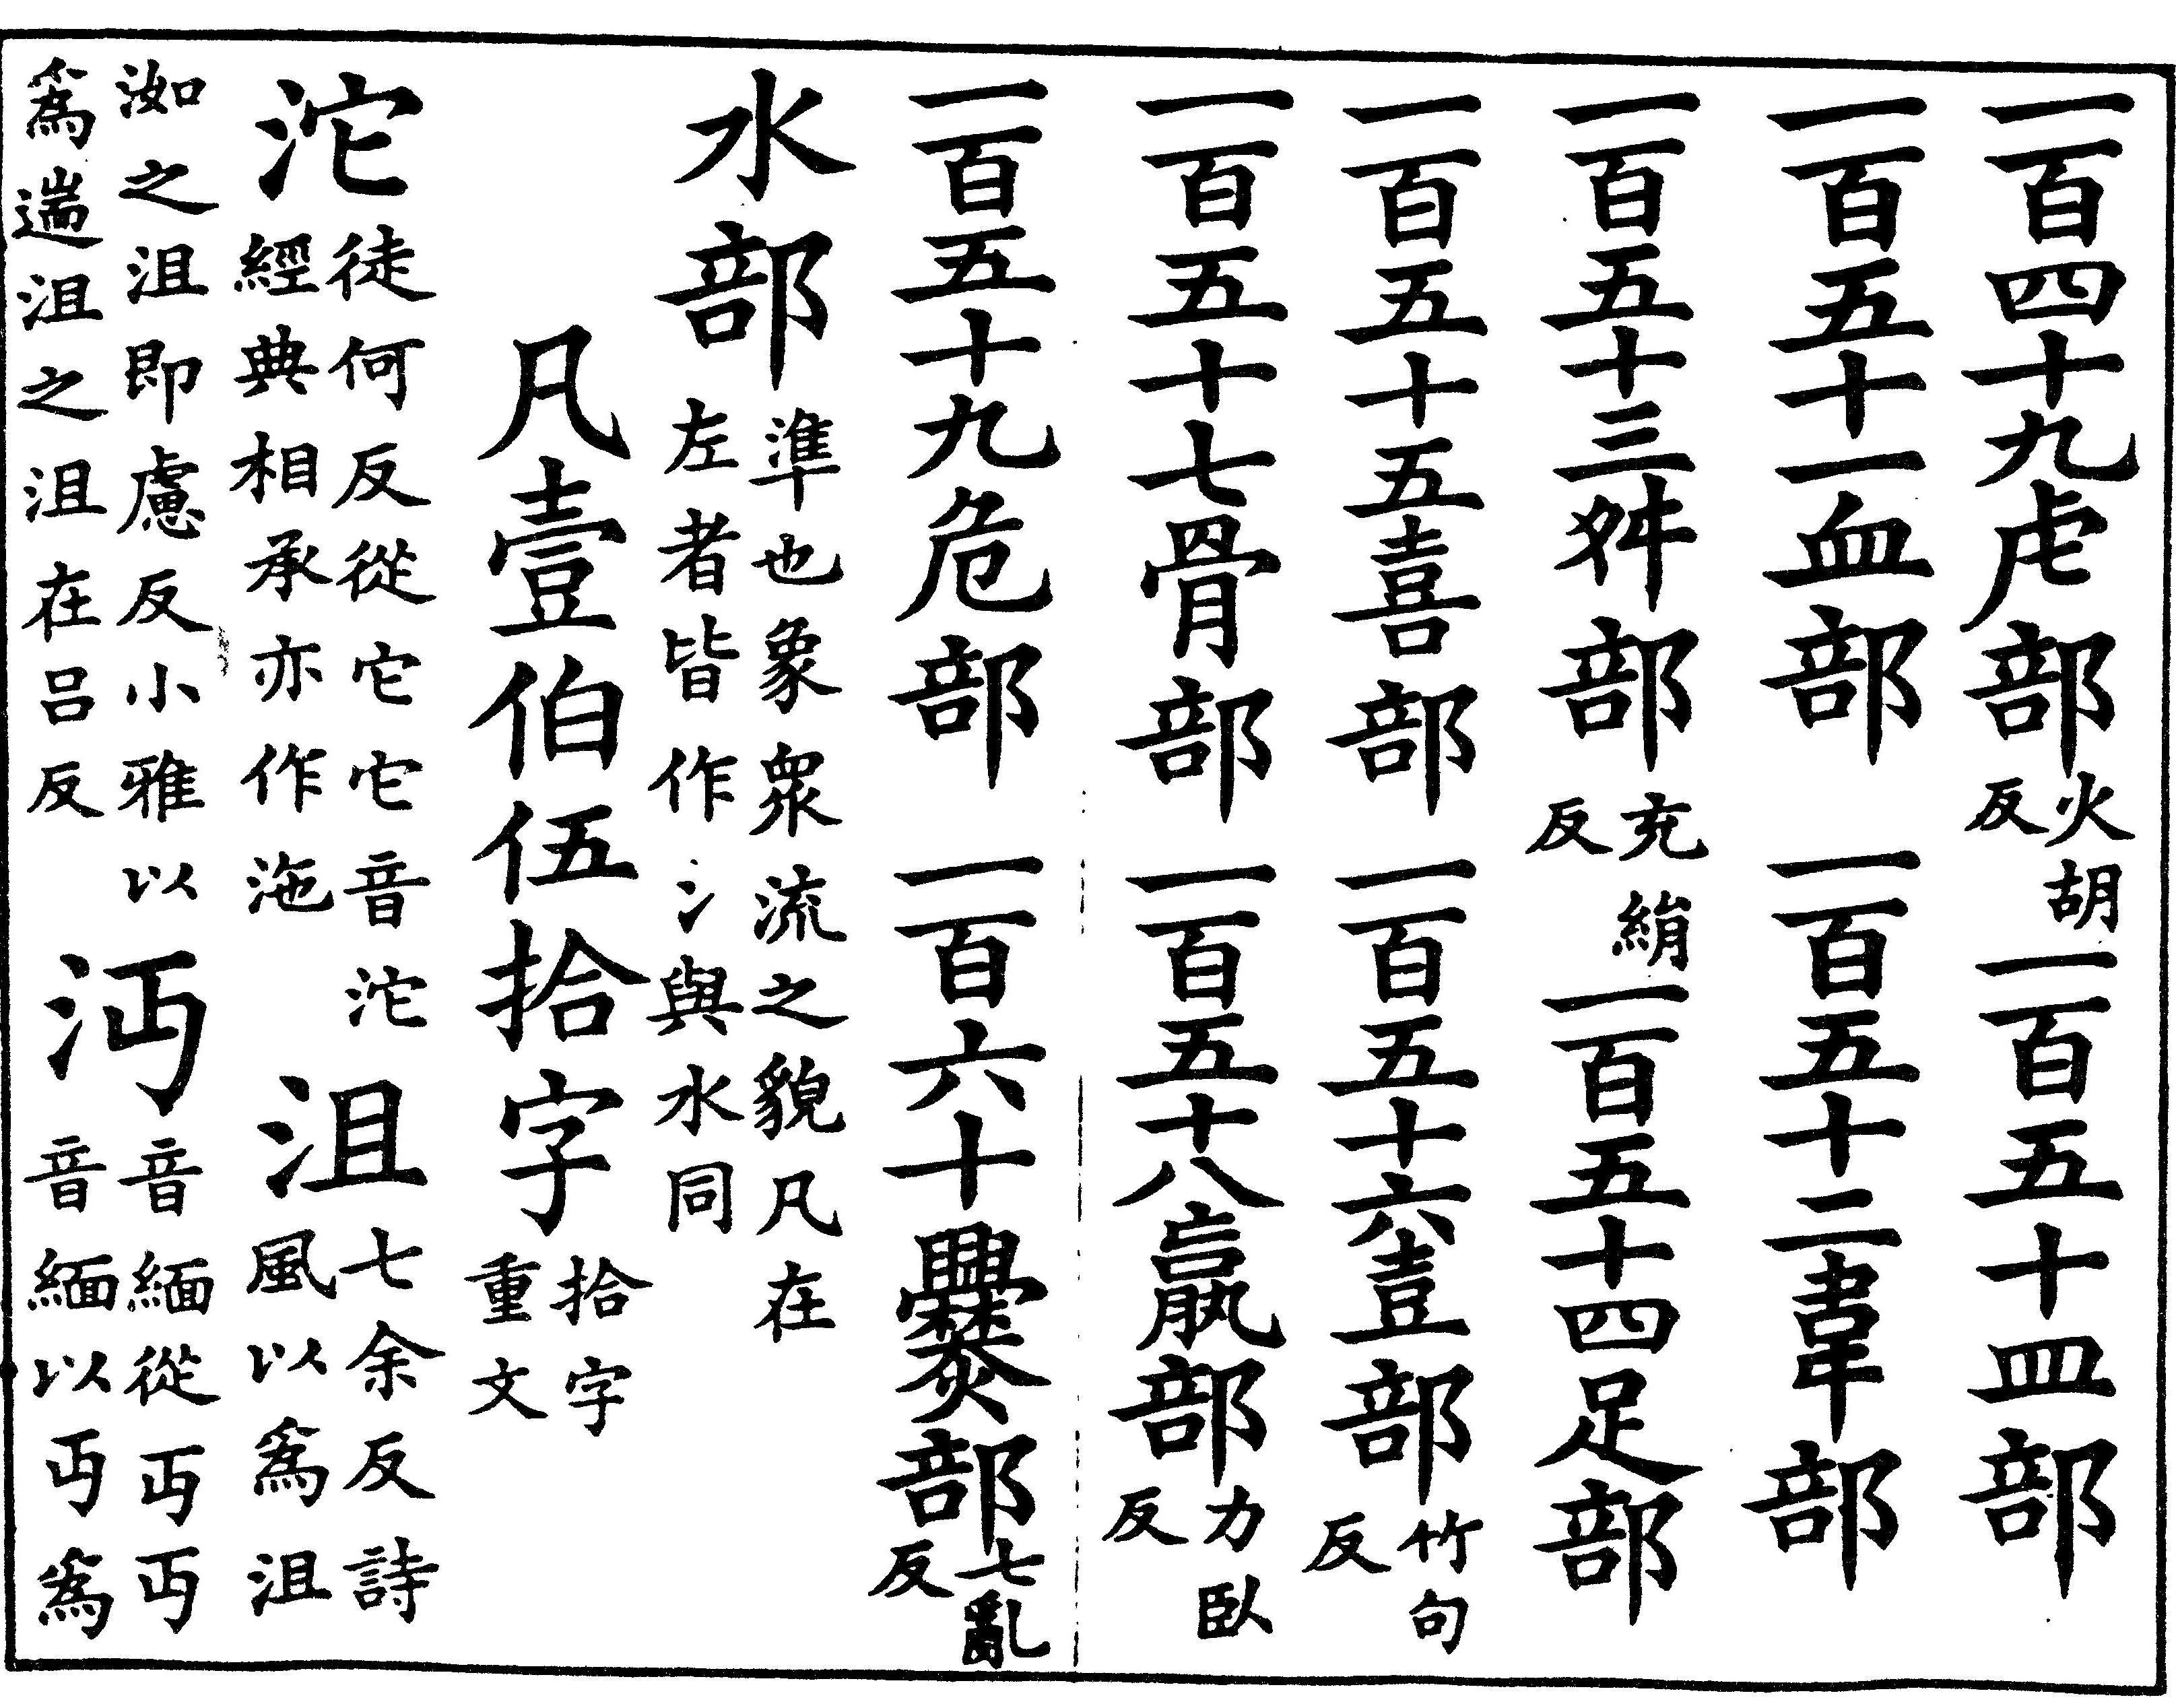 一百四十九虍部火胡反一百五十皿部
一百五十一血部一百五十二韋部
一百五十三舛部充絹反一百五十四足部
一百五十五喜部一百五十六壴部竹句反
一百五十七骨部一百五十八㒩部力臥反
一百五十九危部一百六十爨部七亂反
水部準也象衆流之貌凡在左者皆作氵與水同
凡壹伯伍拾字拾字重文
沱徒何反從它它音沱經典相承亦作沲沮七余反詩風以爲沮
洳之沮即慮反小雅以爲遄沮之沮在呂反沔音緬從丏丏音緬以丏爲